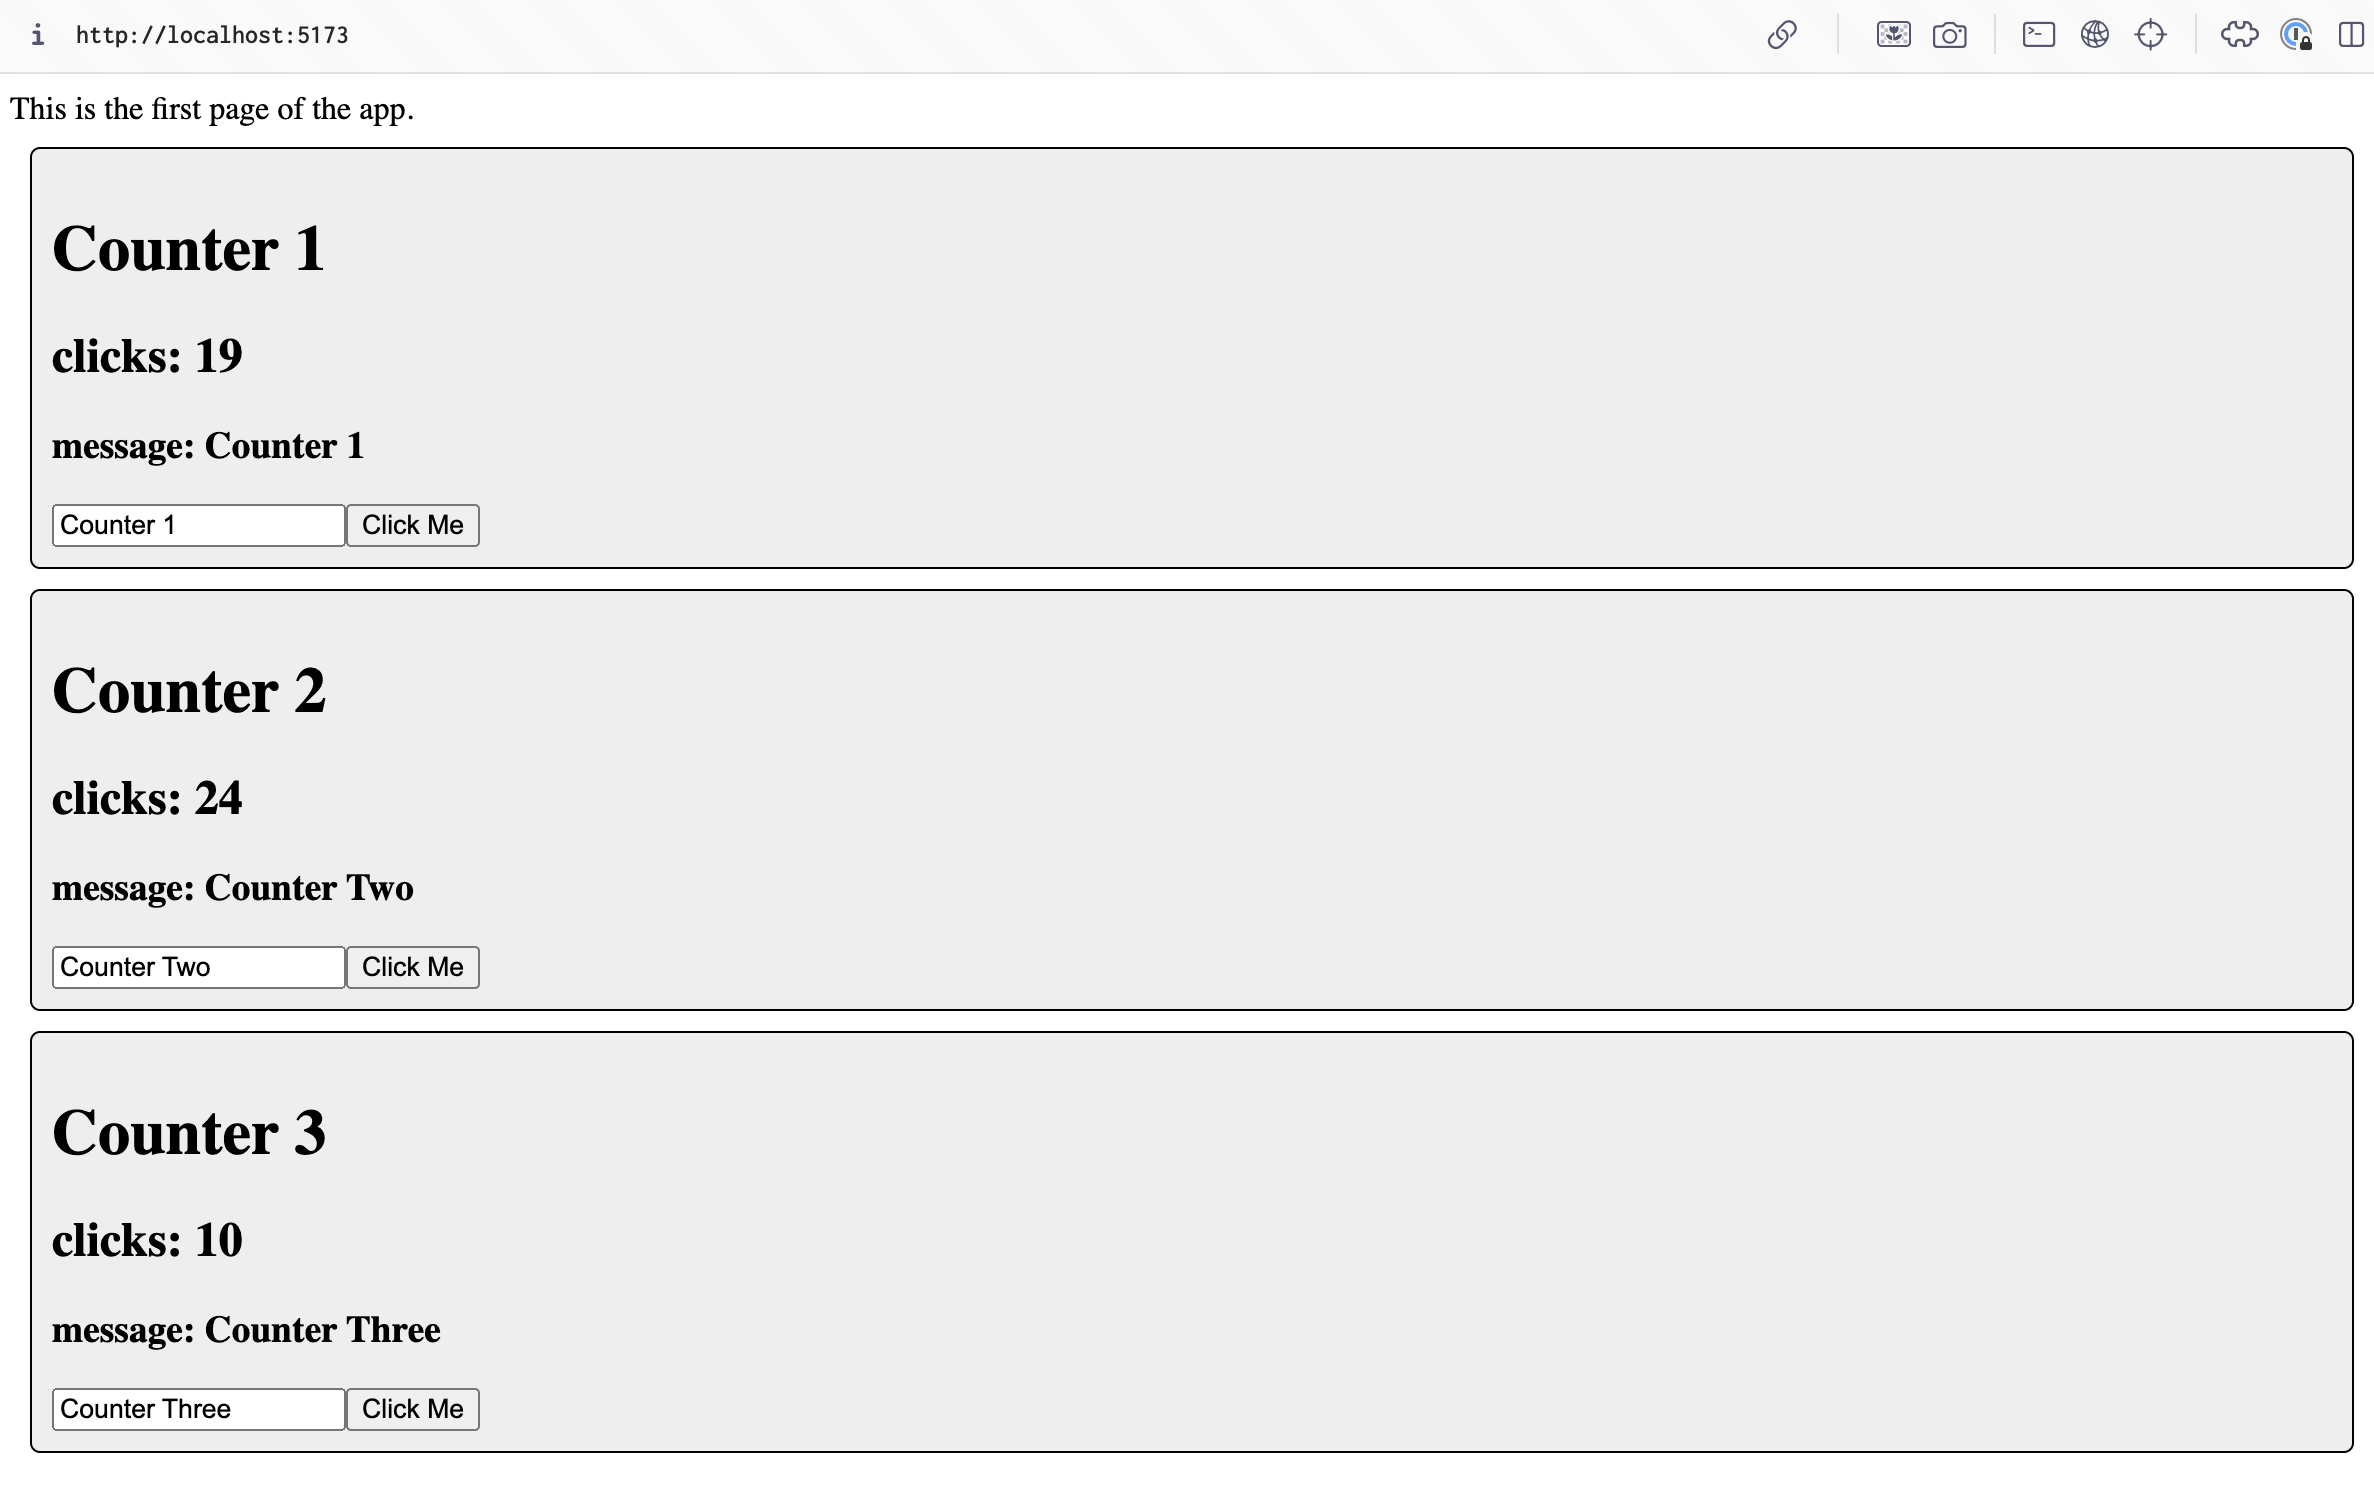 http://localhost:5173
This is the first page of the app.
Counter 1
clicks: 19
message: Counter 1
Counter 1 Click Me
Counter 2
clicks: 24
message: Counter Two
Counter Two Click Me
Counter 3
clicks: 10
message: Counter Three
Counter Three Click Me